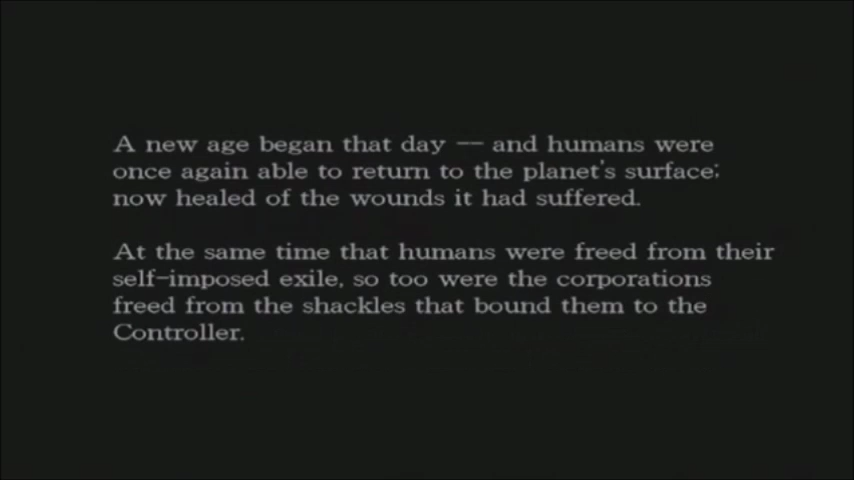 A new age began that day -- and humans were
once again able to return to the planet's surface;
now healed of the wounds it had suffered.
At the same time that humans were freed from their
self-imposed exile, so too were the corporations
freed from the shackles that bound them to the
Controller.